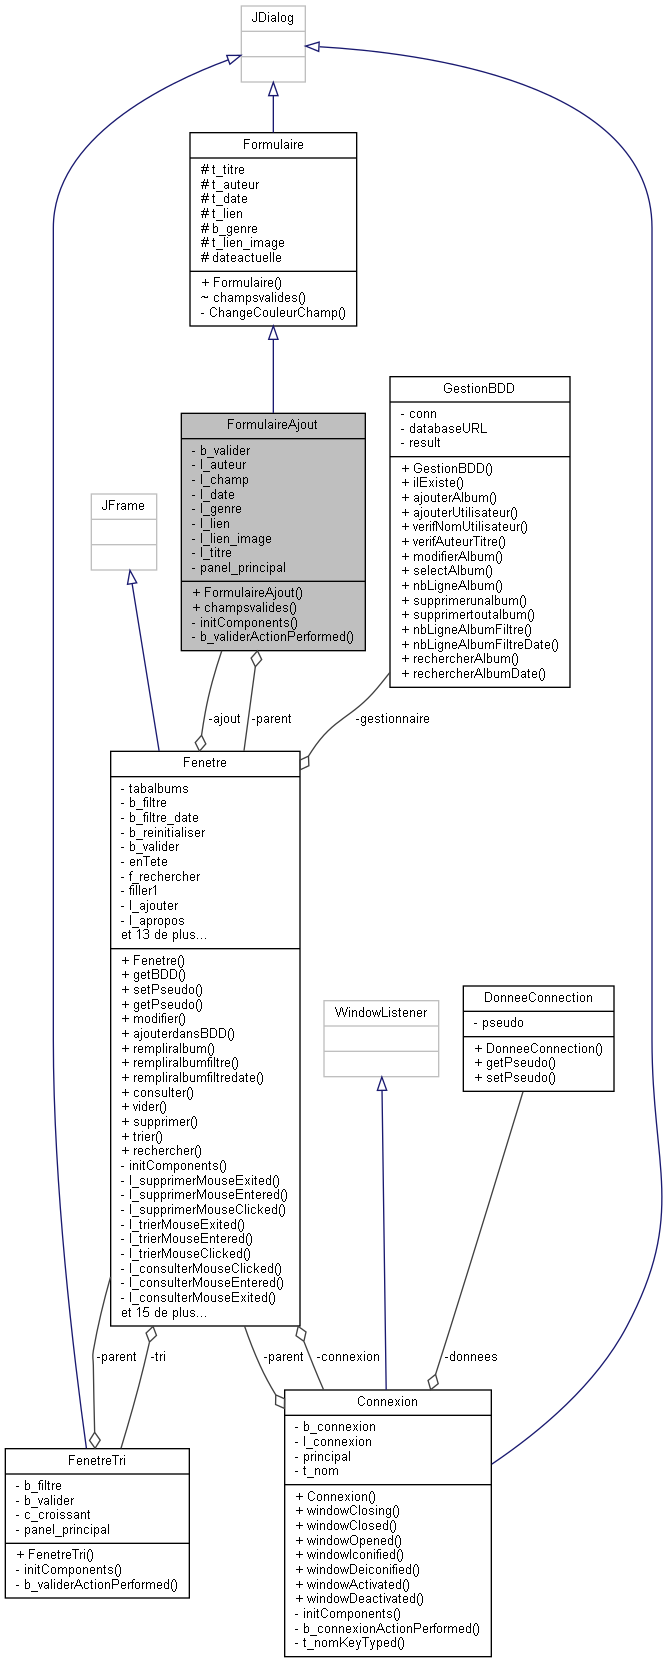 JDialog
Formulaire
# t_titre
# t_auteur
# t_date
# t_lien
# b_genre
# t_lien_image
# dateactuelle
+ Formulaire()
~ champsvalides()
- ChangeCouleurChamp()
GestionBDD
- conn
- databaseURL
- result
+ GestionBDD()
+ ilExiste()
+ ajouterAlbum()
+ ajouterUtilisateur()
+ verifNomUtilisateur()
+ verifAuteurTitre()
+ modifierAlbum()
+ selectAlbum()
+ nbLigneAlbum()
+ supprimerunalbum()
+ supprimertoutalbum()
+ nbLigneAlbumFiltre()
+ nbLigneAlbumFiltreDate()
+ rechercherAlbum()
+ rechercherAlbumDate()
FormulaireAjout
- b_valider
- l_auteur
- l_champ
- l_date
- l_genre
- l_lien
- l_lien_image
- l_titre
- panel_principal
+ FormulaireAjout()
+ champsvalides()
- initComponents()
- b_validerActionPerformed()
JFrame
-ajout
-parent
-gestionnaire
Fenetre
- tabalbums
- b_filtre
- b_filtre_date
- b_reinitialiser
- b_valider
- enTete
- f_rechercher
- filler1
- l_ajouter
- l_apropos
et 13 de plus...
+ Fenetre()
+ getBDD()
+ setPseudo()
+ getPseudo()
+ modifier()
+ ajouterdansBDD()
+ rempliralbum()
+ rempliralbumfiltre()
+ rempliralbumfiltredate()
+ consulter()
+ vider()
+ supprimer()
+ trier()
+ rechercher()
- initComponents()
- l_supprimerMouseExited()
- l_supprimerMouseEntered()
- l_supprimerMouseClicked()
- l_trierMouseExited()
- l_trierMouseEntered()
- l_trierMouseClicked()
- l_consulterMouseClicked()
- l_consulterMouseEntered()
- l_consulterMouseExited()
et 15 de plus...
WindowListener
DonneeConnection
- pseudo
+ DonneeConnection()
+ getPseudo()
+ setPseudo()
-parent
-tri
-parent
-connexion
-donnees
Connexion
- b_connexion
- l_connexion
- principal
- t_nom
+ Connexion()
+ windowClosing()
+ windowClosed()
+ windowOpened()
+ windowIconified()
+ windowDeiconified()
+ windowActivated()
+ windowDeactivated()
- initComponents()
- b_connexionActionPerformed()
- t_nomKeyTyped()
FenetreTri
- b_filtre
- b_valider
- c_croissant
- panel_principal
+ FenetreTri()
- initComponents()
- b_validerActionPerformed()